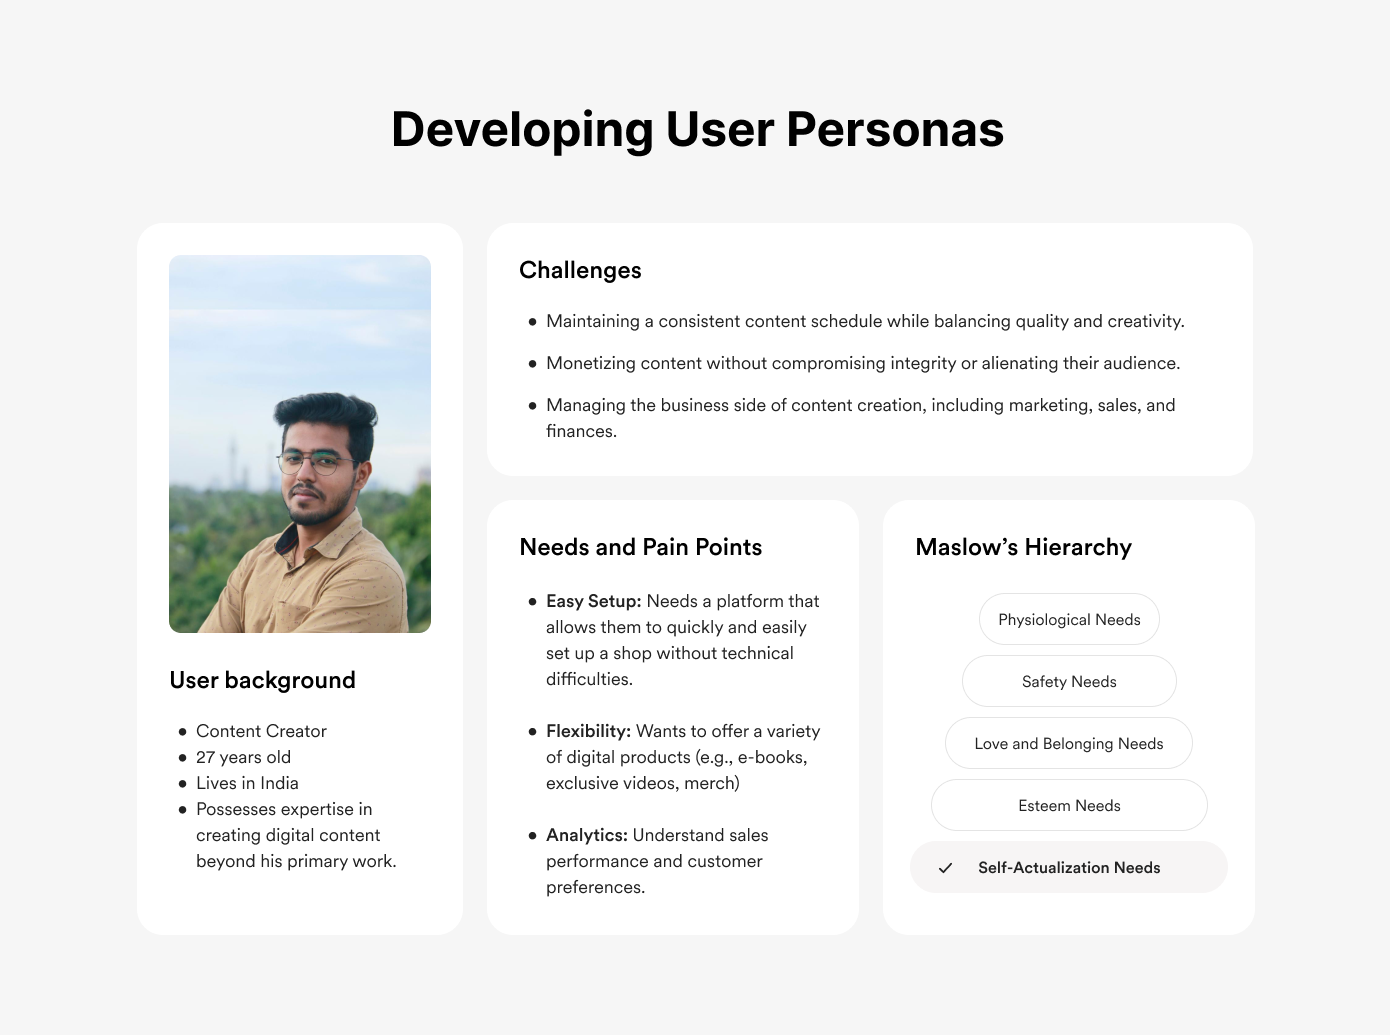 Developing User Personas
User background
● Content Creator
● 27 years old
● Lives in India
● Possesses expertise in
creating digital content
beyond his primary work.
Challenges
● Maintaining a consistent content schedule while balancing quality and creativity.
● Monetizing content without compromising integrity or alienating their audience.
● Managing the business side of content creation, including marketing, sales, and
finances.
Needs and Pain Points
● Easy Setup: Needs a platform that
allows them to quickly and easily
set up a shop without technical
difficulties.
● Flexibility: Wants to offer a variety
of digital products (e.g., e-books,
exclusive videos, merch)
● Analytics: Understand sales
performance and customer
preferences.
Maslow’s Hierarchy
Physiological Needs
Safety Needs
Love and Belonging Needs
Esteem Needs
✓ Self-Actualization Needs